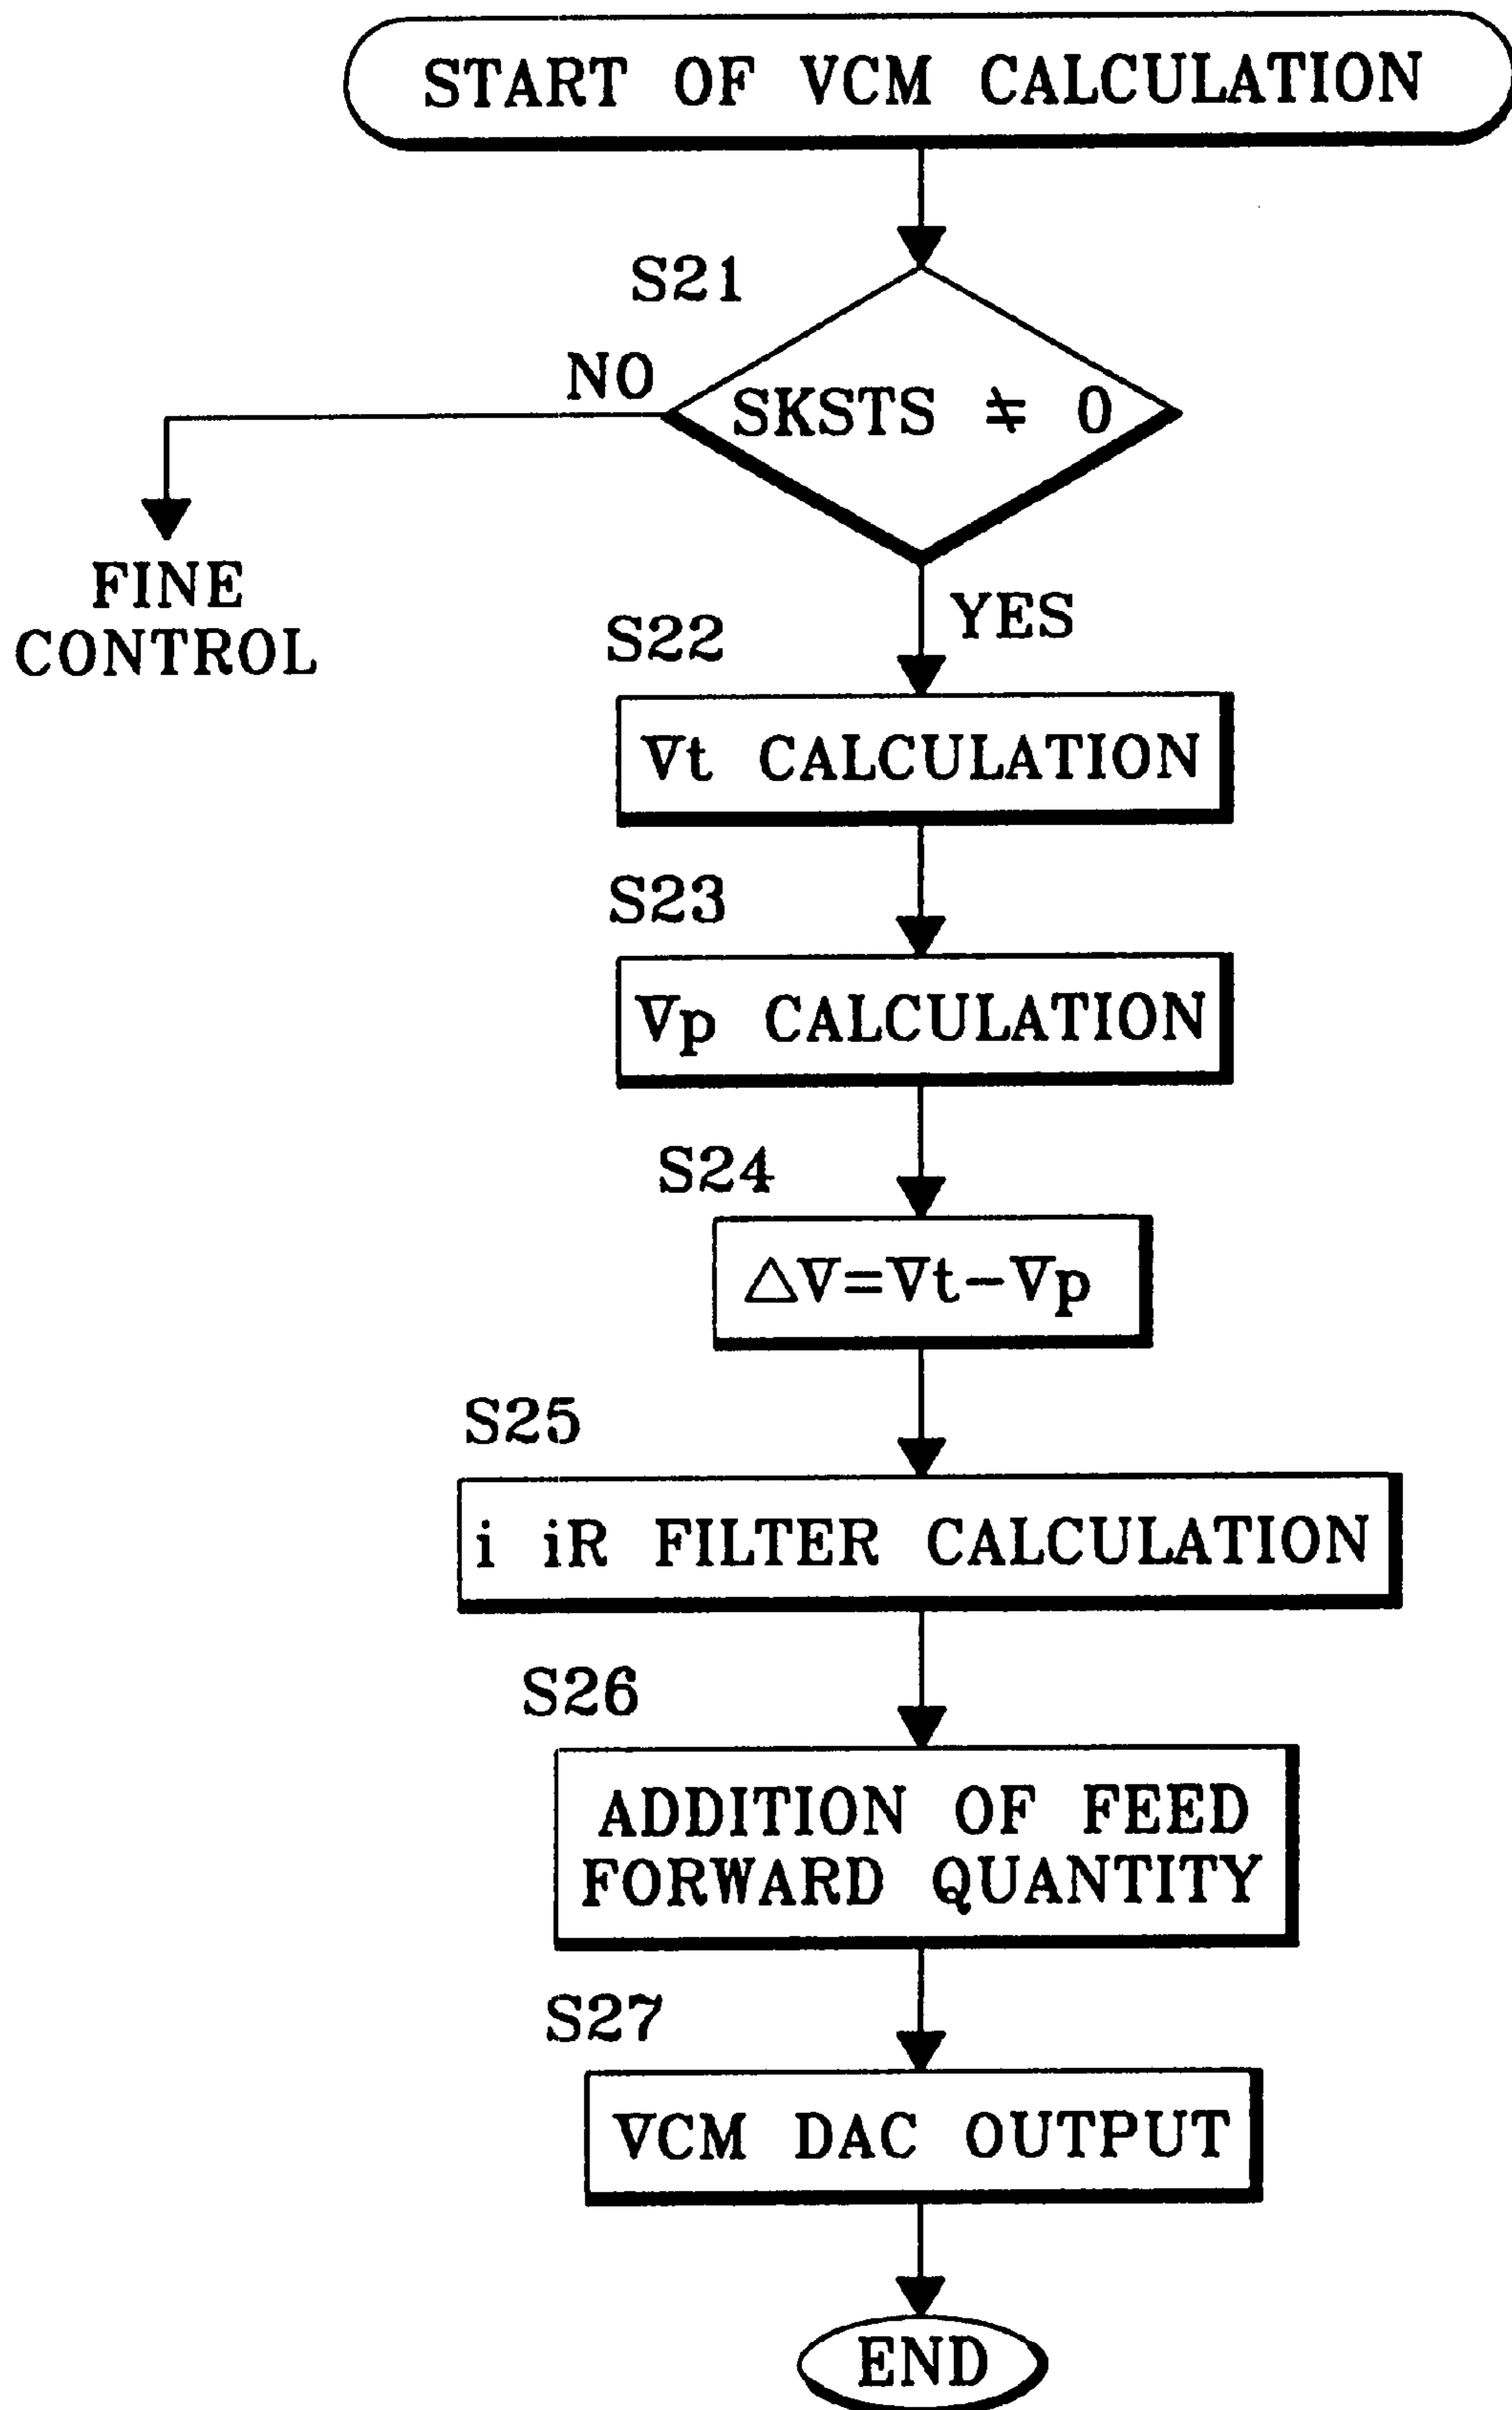 START OF VCM CALCULATION
S21
NO
SKSTS ≠ 0
FINE
CONTROL
YES
S22
Vt CALCULATION
S23
Vp CALCULATION
S24
△V=Vt-Vp
S25
i iR FILTER CALCULATION
S26
ADDITION OF FEED
FORWARD QUANTITY
S27
VCM DAC OUTPUT
END